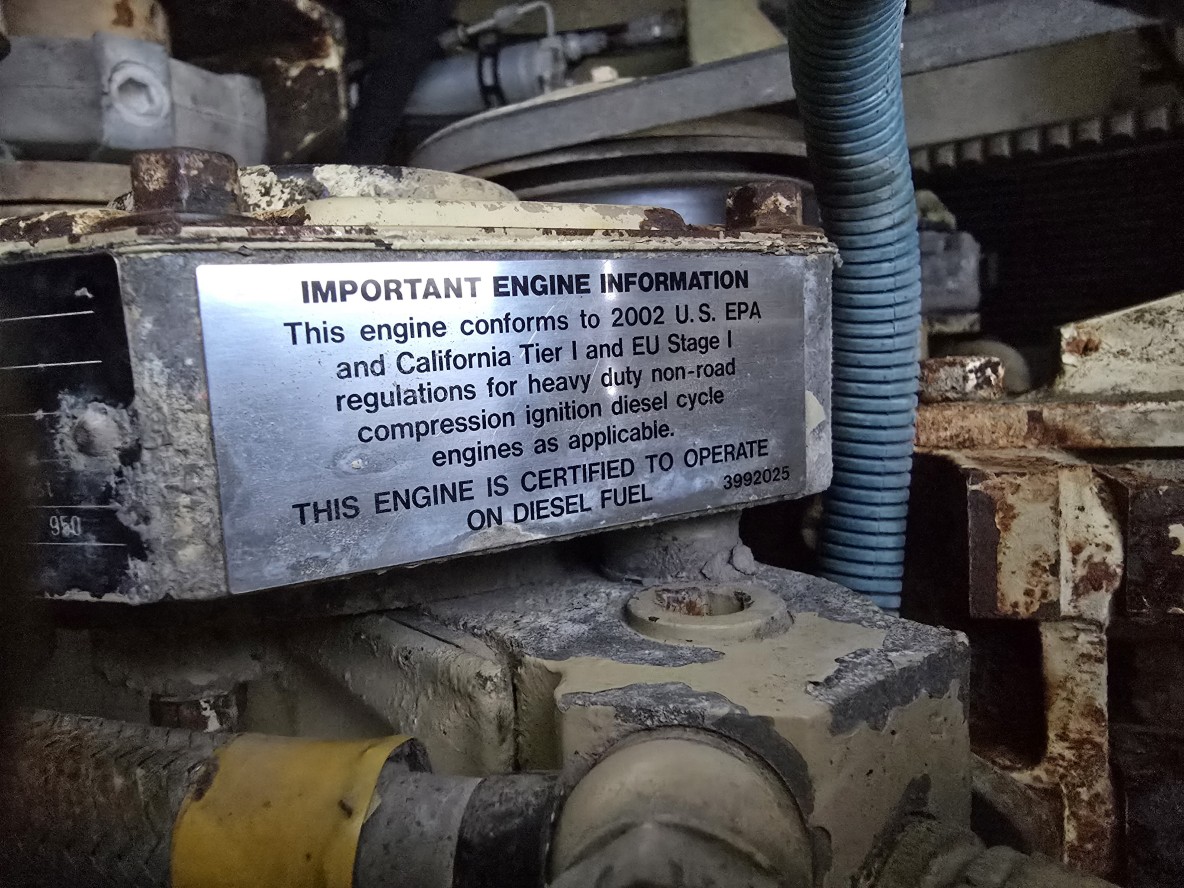 IMPORTANT ENGINE INFORMATION
This engine conforms to 2002 U.S. EPA
and California Tier I and EU Stage I
regulations for heavy duty non-road
compression ignition diesel cycle
engines as applicable.
THIS ENGINE IS CERTIFIED TO OPERATE
ON DIESEL FUEL 3992025
950